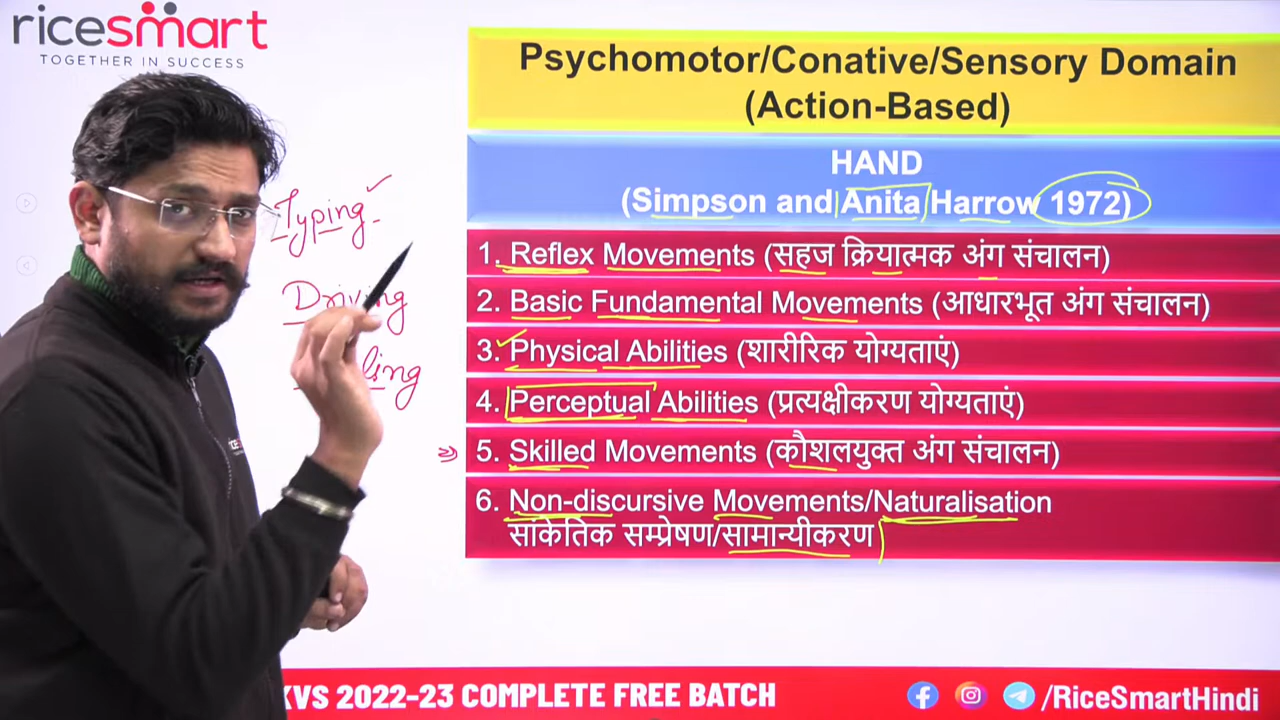 ricesmart
TOGETHER IN SUCCESS
Psychomotor/Conative/Sensory Domain
(Action-Based)
HAND
(Simpson and Anita Harrow 1972)
1. Reflex Movements (सहज क्रियात्मक अंग संचालन)
2. Basic Fundamental Movements (आधारभूत अंग संचालन)
3. Physical Abilities (शारीरिक योग्यताएं)
4. Perceptual Abilities (प्रत्यक्षीकरण योग्यताएं)
5. Skilled Movements (कौशलयुक्त अंग संचालन)
6. Non-discursive Movements/Naturalisation
सांकेतिक सम्प्रेषण/सामान्यीकरण
Typing
Driving
KVS 2022-23 COMPLETE FREE BATCH
/RiceSmartHindi